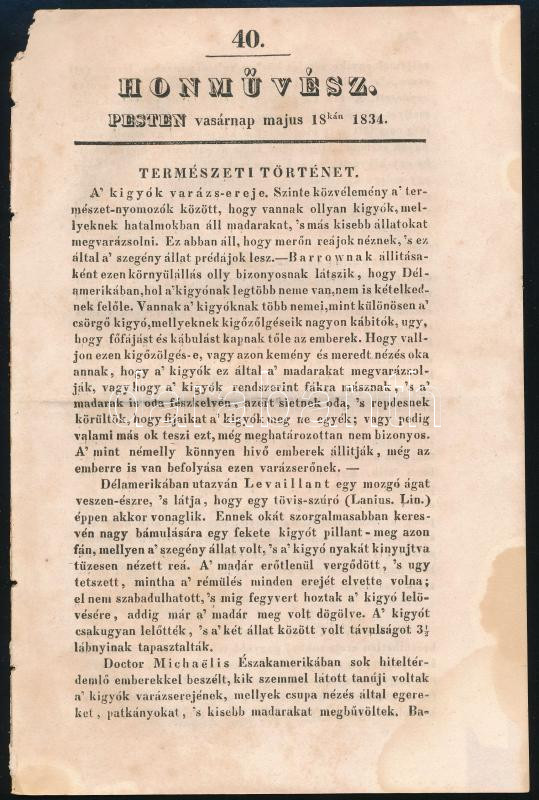 40.
HONMŰVÉSZ.
PESTEN vasárnap majus 18kán 1834.
TERMÉSZETI TÖRTÉNET.
A' kigyók varázs-ereje. Szinte közvélemény a' ter-
mészet-nyomozók között, hogy vannak ollyan kigyók, mel-
lyeknek hatalmokban áll madarakat, 's más kisebb állatokat
megvarázsolni. Ez abban áll, hogy merőn reájok néznek, 's ez
által a' szegény állat prédájok lesz.—Barrownak állitása-
ként ezen környülállás olly bizonyosnak látszik, hogy Dél-
amerikában, hol a' kigyónak legtöbb neme van, nem is kételked-
nek felőle. Vannak a' kigyóknak több nemei, mint különösen a'
csörgő kigyó, mellyeknek kigőzőlgéseik nagyon kábitók, ugy,
hogy főfájást és kábulást kapnak tőle az emberek. Hogy vall-
jon ezen kigőzölgés-e, vagy azon kemény és meredt nézés oka
annak, hogy a' kigyók ez által a' madarakat megvarázsol-
ják, vagy hogy a' kigyók rendszerint fákra másznak, 's a'
madarak is oda fészkelvén, azért sietnek oda, 's repdesnek
körültök, hogy fijaikat a' kigyók meg ne egyék; vagy pedig
valami más ok teszi ezt, még meghatározottan nem bizonyos.
A' mint némelly könnyen hivő emberek állitják, még az
emberre is van befolyása ezen varázserőnek. —
Délamerikában utazván Levaillant egy mozgó ágat
veszen-észre, 's látja, hogy egy tövis-szúró (Lanius. Lin.)
éppen akkor vonaglik. Ennek okát szorgalmasabban keres-
vén nagy bámulására egy fekete kigyót pillant-meg azon
fán, mellyen a' szegény állat volt, 's a' kigyó nyakát kinyujtva
tüzesen nézett reá. A' madár erőtlenül vergődött, 's ugy
tetszett, mintha a' rémülés minden erejét elvette volna;
el nem szabadulhatott, 's mig fegyvert hoztak a' kigyó lelö-
vésére, addig már a' madár meg volt dögölve. A' kigyót
csakugyan lelőtték, 's a' két állat között volt távulságot 3½
lábnyinak tapasztalták.
Doctor Michaëlis Északamerikában sok hiteltér-
demlő emberekkel beszélt, kik szemmel látott tanúji voltak
a' kigyók varázserejének, mellyek csupa nézés által egere-
ket, patkányokat, 's kisebb madarakat megbűvöltek. Ba-